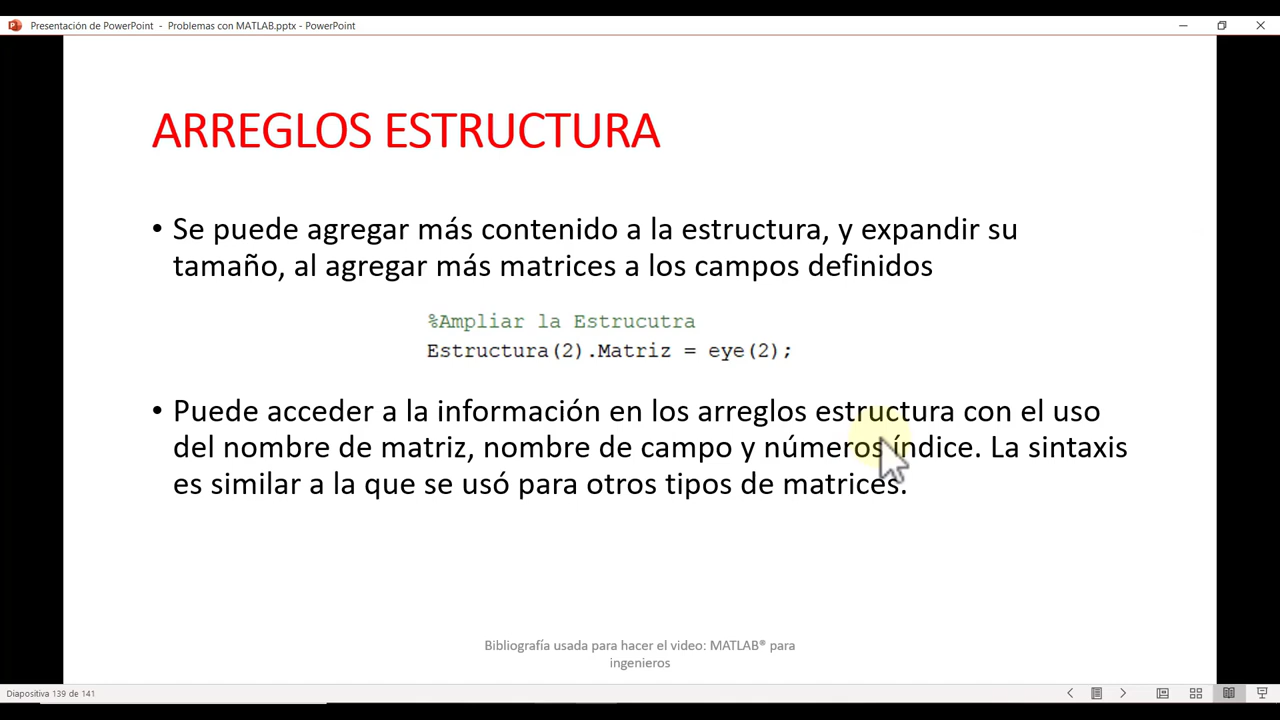 Presentación de PowerPoint - Problemas con MATLAB.pptx - PowerPoint
ARREGLOS ESTRUCTURA
• Se puede agregar más contenido a la estructura, y expandir su
tamaño, al agregar más matrices a los campos definidos
%Ampliar la Estrucutra
Estructura(2).Matriz = eye(2);
• Puede acceder a la información en los arreglos estructura con el uso
del nombre de matriz, nombre de campo y números índice. La sintaxis
es similar a la que se usó para otros tipos de matrices.
Bibliografía usada para hacer el video: MATLAB® para
ingenieros
Diapositiva 139 de 141